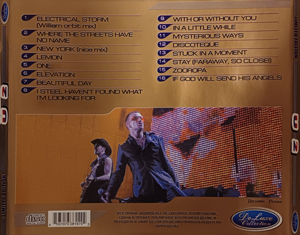 1 ELECTRICAL STORM
(William orbit mix)
2 WHERE THE STREETS HAVE
NO NAME
3 NEW YORK (nice mix)
4 LEMON
5 ONE
6 ELEVATION
7 BEAUTIFUL DAY
8 I STEEL HAVEN'T FOUND WHAT
I'M LOOKING FOR
9 WITH OR WITHOUT YOU
10 IN A LITTLE WHILE
11 MYSTERIOUS WAYS
12 DISCOTEQUE
13 STUCK IN A MOMENT
14 STAY (FARAWAY, SO CLOSE)
15 ZOOROPA
16 IF GOD WILL SEND HIS ANGELS
De Luxe
Collection